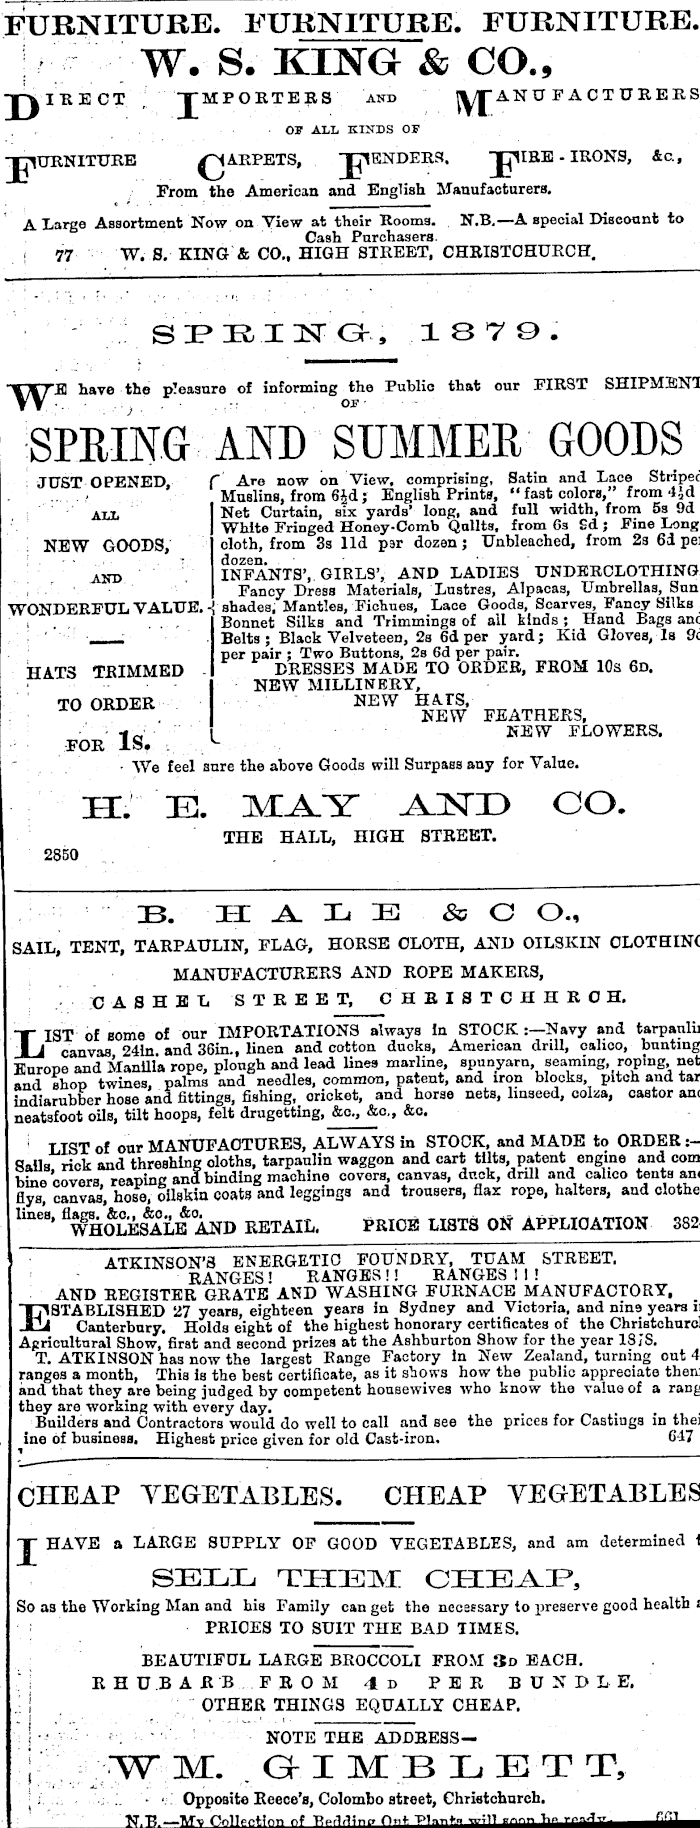 FURNITURE. FURNITURE. FURNITURE.
W. S. KING & CO.,
DIRECT IMPORTERS AND MANUFACTURERS
OF ALL KINDS OF
FURNITURE CARPETS, FENDERS, FIRE-IRONS, &c.,
From the American and English Manufacturers.
A Large Assortment Now on View at their Rooms. N.B.—A special Discount to
Cash Purchasers.
77 W. S. KING & CO., HIGH STREET, CHRISTCHURCH.
SPRING, 1879.
WE have the pleasure of informing the Public that our FIRST SHIPMENT
OF
SPRING AND SUMMER GOODS
JUST OPENED,
ALL
NEW GOODS,
AND
WONDERFUL VALUE.
HATS TRIMMED
TO ORDER
FOR 1s.
Are now on View, comprising, Satin and Lace Striped
Muslins, from 6½d; English Prints, "fast colors," from 4½d
Net Curtain, six yards' long, and full width, from 5s 9d
White Fringed Honey-Comb Quilts, from 6s 9d; Fine Long
cloth, from 3s 11d per dozen; Unbleached, from 2s 6d per
dozen.
INFANTS', GIRLS', AND LADIES UNDERCLOTHING
Fancy Dress Materials, Lustres, Alpacas, Umbrellas, Sun
shades, Mantles, Fichues, Lace Goods, Scarves, Fancy Silks
Bonnet Silks and Trimmings of all kinds; Hand Bags and
Belts; Black Velveteen, 2s 6d per yard; Kid Gloves, 1s 9d
per pair; Two Buttons, 2s 6d per pair.
DRESSES MADE TO ORDER, FROM 10s 6D.
NEW MILLINERY,
NEW HATS,
NEW FEATHERS,
NEW FLOWERS.
We feel sure the above Goods will Surpass any for Value.
H. E. MAY AND CO.
THE HALL, HIGH STREET.
2850
B. HALE & CO.,
SAIL, TENT, TARPAULIN, FLAG, HORSE CLOTH, AND OILSKIN CLOTHING
MANUFACTURERS AND ROPE MAKERS,
CASHEL STREET, CHRISTCHHRCH.
LIST of some of our IMPORTATIONS always in STOCK:—Navy and tarpaulin
canvas, 24in. and 36in., linen and cotton ducks, American drill, calico, bunting
Europe and Manilla rope, plough and lead lines marline, spunyarn, seaming, roping, net
and shop twines, palms and needles, common, patent, and iron blocks, pitch and tar
indiarubber hose and fittings, fishing, cricket, and horse nets, linseed, colza, castor and
neatsfoot oils, tilt hoops, felt drugetting, &c., &c., &c.
LIST of our MANUFACTURES, ALWAYS in STOCK, and MADE to ORDER:—
Sails, rick and threshing cloths, tarpaulin waggon and cart tilts, patent engine and com
bine covers, reaping and binding machine covers, canvas, duck, drill and calico tents and
flys, canvas, hose, oilskin coats and leggings and trousers, flax rope, halters, and clothe
lines, flags, &c., &c., &c.
WHOLESALE AND RETAIL. PRICE LISTS ON APPLICATION 382
ATKINSON'S ENERGETIC FOUNDRY, TUAM STREET.
RANGES! RANGES!! RANGES!!!
AND REGISTER GRATE AND WASHING FURNACE MANUFACTORY,
ESTABLISHED 27 years, eighteen years in Sydney and Victoria, and nine years i
Canterbury. Holds eight of the highest honorary certificates of the Christchurc
Agricultural Show, first and second prizes at the Ashburton Show for the year 1878.
T. ATKINSON has now the largest Range Factory in New Zealand, turning out 4
ranges a month, This is the best certificate, as it shows how the public appreciate them
and that they are being judged by competent housewives who know the value of a rang
they are working with every day.
Builders and Contractors would do well to call and see the prices for Castings in thei
ine of business. Highest price given for old Cast-iron. 647
CHEAP VEGETABLES. CHEAP VEGETABLES
I HAVE a LARGE SUPPLY OF GOOD VEGETABLES, and am determined t
SELL THEM CHEAP,
So as the Working Man and his Family can get the necessary to preserve good health a
PRICES TO SUIT THE BAD TIMES.
BEAUTIFUL LARGE BROCCOLI FROM 3D EACH.
RHUBARB FROM 4D PER BUNDLE.
OTHER THINGS EQUALLY CHEAP.
NOTE THE ADDRESS—
WM. GIMBLETT,
Opposite Reece's, Colombo street, Christchurch.
N.B.—My Collection of Bedding Out Plants will soon be ready. 661